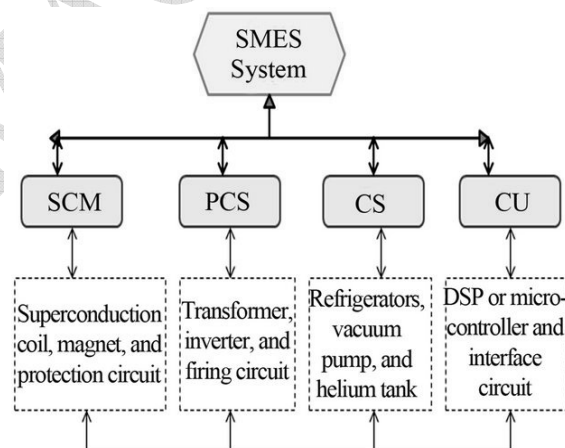 SMES
System
SCM
PCS
CS
CU
Superconduction
coil, magnet, and
protection circuit
Transformer,
inverter, and
firing circuit
Refrigerators,
vacuum
pump, and
helium tank
DSP or micro-
controller and
interface
circuit